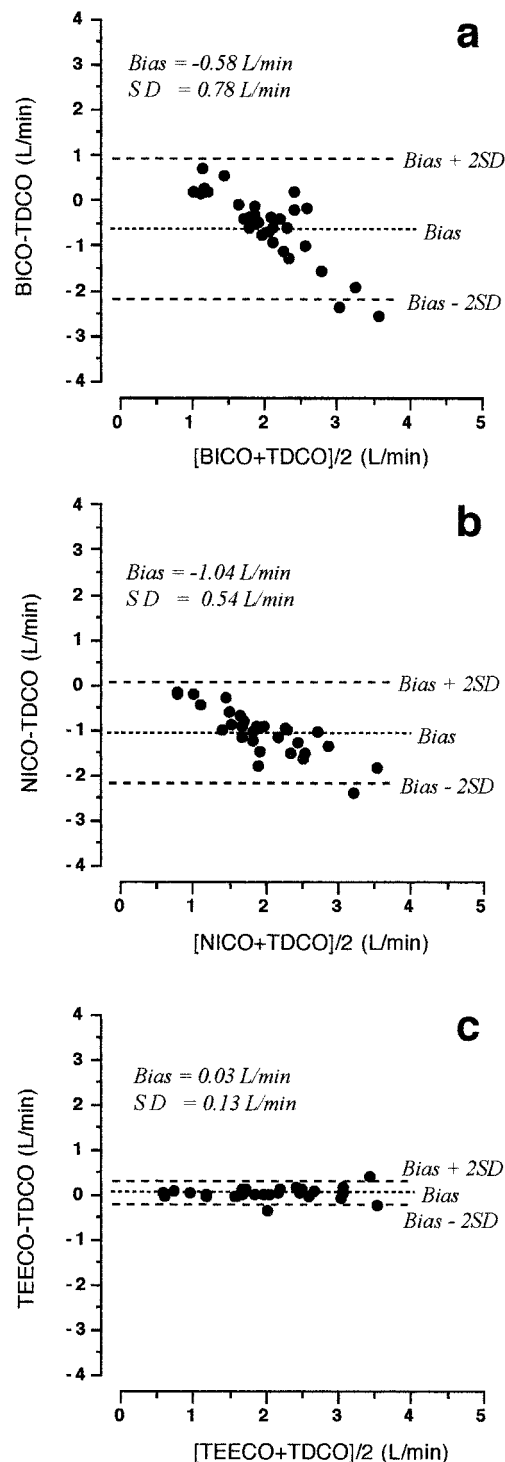 a
4
Bias = -0.58 L/min
3
SD = 0.78 L/min
2
1
Bias + 2SD
0
Bias
-1
-2
Bias - 2SD
-3
-4
BICO-TDCO (L/min)
0 1 2 3 4 5
[BICO+TDCO]/2 (L/min)
b
4
3
Bias = -1.04 L/min
2
SD = 0.54 L/min
1
0
Bias + 2SD
-1
Bias
-2
Bias - 2SD
-3
-4
NICO-TDCO (L/min)
0 1 2 3 4 5
[NICO+TDCO]/2 (L/min)
c
4
3
Bias = 0.03 L/min
2
SD = 0.13 L/min
1
Bias + 2SD
0
Bias
Bias - 2SD
-1
-2
-3
-4
TEECO-TDCO (L/min)
0 1 2 3 4 5
[TEECO+TDCO]/2 (L/min)